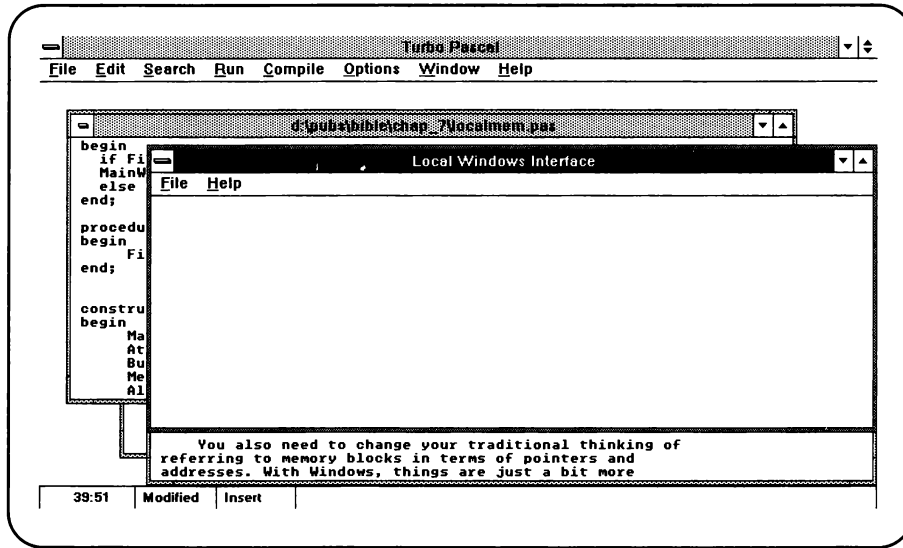 Turbo Pascal
File Edit Search Run Compile Options Window Help
d:\pubs\bible\chap_7\localmem.pas
begin
if Fi
MainW
else
end;
procedu
begin
Fi
end;
constru
begin
Ma
At
Bu
Me
Al
Local Windows Interface
File Help
You also need to change your traditional thinking of
referring to memory blocks in terms of pointers and
addresses. With Windows, things are just a bit more
39:51 Modified Insert